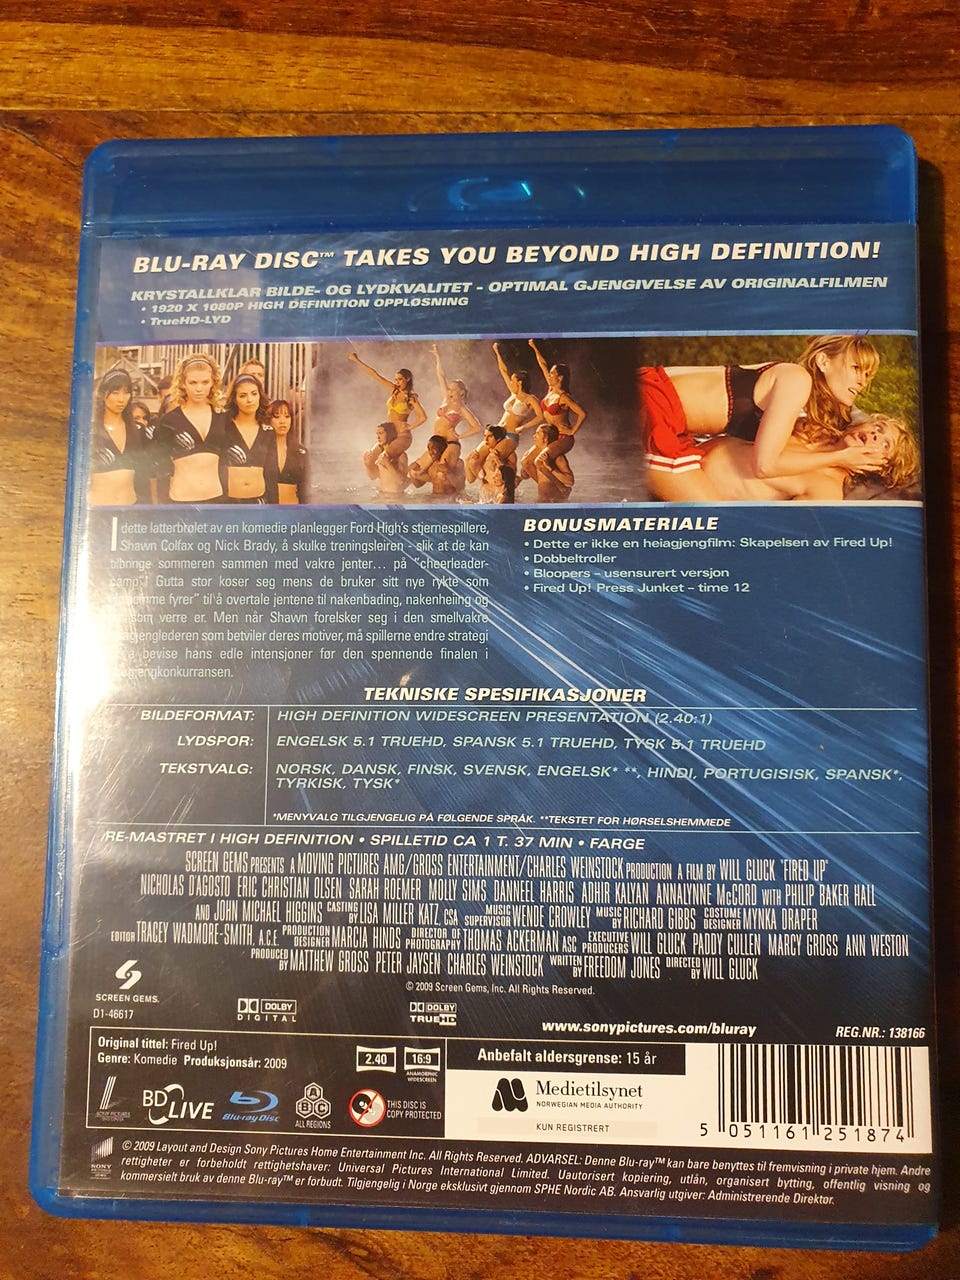 BLU-RAY DISC™ TAKES YOU BEYOND HIGH DEFINITION!
KRYSTALLKLAR BILDE- OG LYDKVALITET - OPTIMAL GJENGIVELSE AV ORIGINALFILMEN
• 1920 X 1080P HIGH DEFINITION OPPLØSNING
• TrueHD-LYD
I dette latterbrølet av en komedie planlegger Ford High's stjernespillere,
Shawn Colfax og Nick Brady, å skulke treningsleiren - slik at de kan
tilbringe sommeren sammen med vakre jenter... på "cheerleader-
camp"! Gutta stor koser seg mens de bruker sitt nye rykte som
fyrer" til å overtale jentene til nakenbading, nakenheiing og
som verre er. Men når Shawn forelsker seg i den smellvakre
som betviler deres motiver, må spillerne endre strategi
bevise hans edle intensjoner før den spennende finalen i
BONUSMATERIALE
• Dette er ikke en heiagjengfilm: Skapelsen av Fired Up!
• Dobbeltroller
• Bloopers – usensurert versjon
• Fired Up! Press Junket – time 12
TEKNISKE SPESIFIKASJONER
BILDEFORMAT: HIGH DEFINITION WIDESCREEN PRESENTATION (2.40:1)
LYDSPOR: ENGELSK 5.1 TRUEHD, SPANSK 5.1 TRUEHD, TYSK 5.1 TRUEHD
TEKSTVALG: NORSK, DANSK, FINSK, SVENSK, ENGELSK* **, HINDI, PORTUGISISK, SPANSK*,
TYRKISK, TYSK*
*MENYVALG TILGJENGELIG PÅ FØLGENDE SPRÅK. **TEKSTET FOR HØRSELSHEMMEDE
RE-MASTRET I HIGH DEFINITION • SPILLETID CA 1 T. 37 MIN • FARGE
SCREEN GEMS PRESENTS A MOVING PICTURES AMG/GROSS ENTERTAINMENT/CHARLES WEINSTOCK PRODUCTION A FILM BY WILL GLUCK "FIRED UP"
NICHOLAS D'AGOSTO ERIC CHRISTIAN OLSEN SARAH ROEMER MOLLY SIMS DANNEEL HARRIS ADHIR KALYAN ANNALYNNE McCORD WITH PHILIP BAKER HALL
AND JOHN MICHAEL HIGGINS CASTING BY LISA MILLER KATZ, CSA MUSIC SUPERVISOR WENDE CROWLEY MUSIC BY RICHARD GIBBS COSTUME DESIGNER MYNKA DRAPER
EDITOR TRACEY WADMORE-SMITH, A.C.E. PRODUCTION DESIGNER MARCIA HINDS DIRECTOR OF PHOTOGRAPHY THOMAS ACKERMAN ASC EXECUTIVE PRODUCERS WILL GLUCK PADDY CULLEN MARCY GROSS ANN WESTON
PRODUCED BY MATTHEW GROSS PETER JAYSEN CHARLES WEINSTOCK WRITTEN BY FREEDOM JONES DIRECTED BY WILL GLUCK
© 2009 Screen Gems, Inc. All Rights Reserved.
SCREEN GEMS.
D1-46617
DOLBY DIGITAL
DOLBY TRUEHD
www.sonypictures.com/bluray
REG.NR.: 138166
Original tittel: Fired Up!
Genre: Komedie Produksjonsår: 2009
2.40
16:9
ANAMORPHIC WIDESCREEN
Anbefalt aldersgrense: 15 år
Medietilsynet
NORWEGIAN MEDIA AUTHORITY
KUN REGISTRERT
BD LIVE
Blu-ray Disc
A B C
ALL REGIONS
THIS DISC IS COPY PROTECTED
5 051161 251874
SONY PICTURES
© 2009 Layout and Design Sony Pictures Home Entertainment Inc. All Rights Reserved. ADVARSEL: Denne Blu-ray™ kan bare benyttes til fremvisning i private hjem. Andre
rettigheter er forbeholdt rettighetshaver: Universal Pictures International Limited. Uautorisert kopiering, utlån, organisert bytting, offentlig visning og
kommersielt bruk av denne Blu-ray™ er forbudt. Tilgjengelig i Norge eksklusivt gjennom SPHE Nordic AB. Ansvarlig utgiver: Administrerende Direktør.